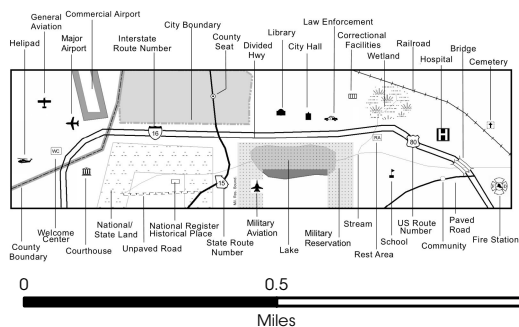 General
Aviation
Commercial Airport
Helipad
Major
Airport
Interstate
Route Number
City Boundary
County
Seat
Divided
Hwy
Library
City Hall
Law Enforcement
Correctional
Facilities
Wetland
Railroad
Hospital
Bridge
Cemetery
WC
16
15
RA
80
H
County
Boundary
Welcome
Center
Courthouse
National/
State Land
Unpaved Road
National Register
Historical Place
State Route
Number
Military
Aviation
Lake
Military
Reservation
Stream
Rest Area
School
US Route
Number
Community
Paved
Road
Fire Station
0
0.5
Miles